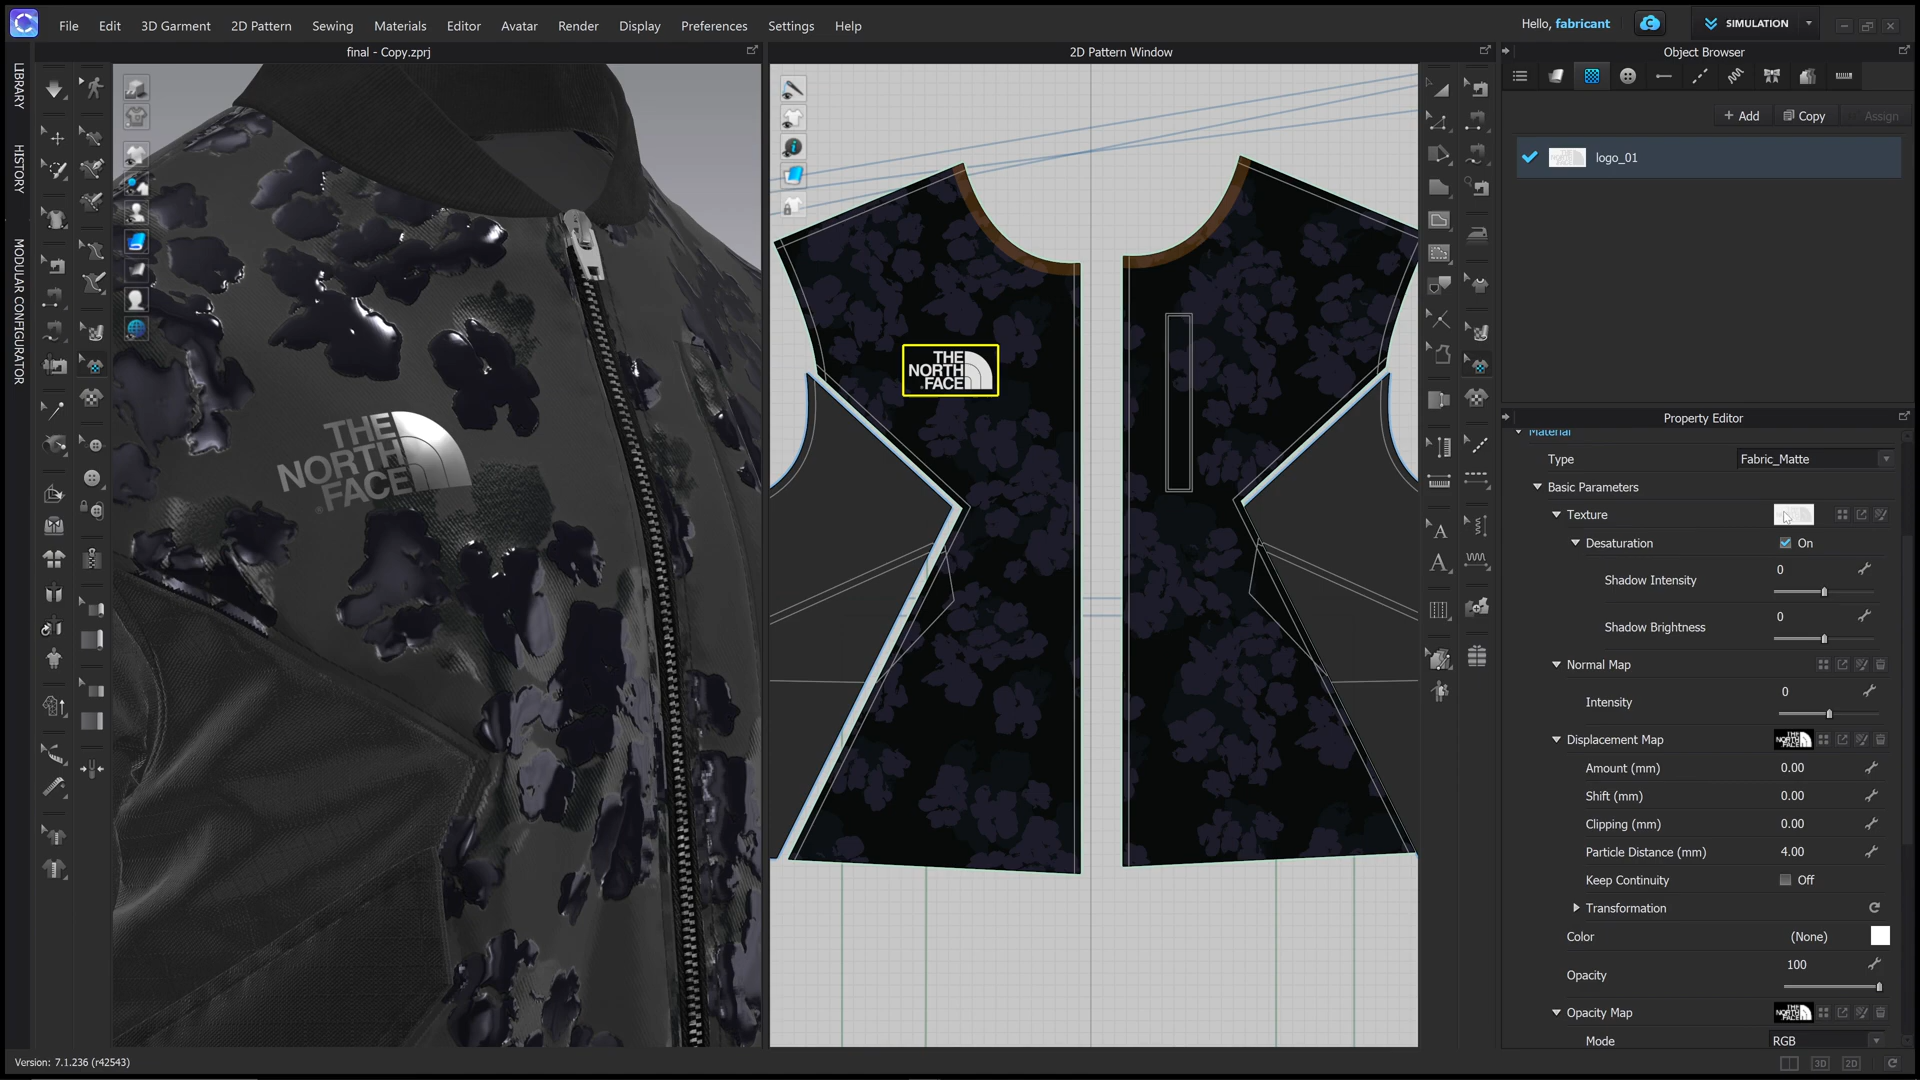 File Edit 3D Garment 2D Pattern Sewing Materials Editor Avatar Render Display Preferences Settings Help
Hello, fabricant
SIMULATION
final - Copy.zprj
2D Pattern Window
Object Browser
LIBRARY
HISTORY
MODULAR CONFIGURATOR
+ Add
Copy
Assign
logo_01
THE
NORTH
FACE
THE
NORTH
FACE
Property Editor
Material
Type Fabric_Matte
Basic Parameters
Texture
Desaturation On
Shadow Intensity 0
Shadow Brightness 0
Normal Map
Intensity 0
Displacement Map
Amount (mm) 0.00
Shift (mm) 0.00
Clipping (mm) 0.00
Particle Distance (mm) 4.00
Keep Continuity Off
Transformation
Color (None)
Opacity 100
Opacity Map
Mode RGB
Version: 7.1.236 (r42543)
3D
2D